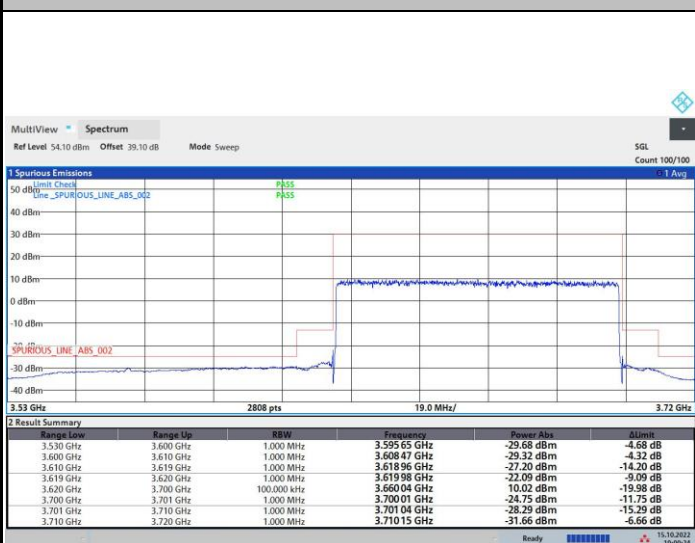 MultiView Spectrum
Ref Level 54.10 dBm Offset 39.10 dB Mode Sweep SGL
Count 100/100
1 Spurious Emissions 1 Avg
50 dBm Limit Check PASS
Line _SPURIOUS_LINE_ABS_002 PASS
40 dBm
30 dBm
20 dBm
10 dBm
0 dBm
-10 dBm
-20 dBm
_SPURIOUS_LINE_ABS_002
-30 dBm
-40 dBm
3.53 GHz 2808 pts 19.0 MHz/ 3.72 GHz
2 Result Summary
Range Low Range Up RBW Frequency Power Abs ΔLimit
3.530 GHz 3.600 GHz 1.000 MHz 3.595 65 GHz -29.68 dBm -4.68 dB
3.600 GHz 3.610 GHz 1.000 MHz 3.608 47 GHz -29.32 dBm -4.32 dB
3.610 GHz 3.619 GHz 1.000 MHz 3.618 96 GHz -27.20 dBm -14.20 dB
3.619 GHz 3.620 GHz 1.000 MHz 3.619 98 GHz -22.09 dBm -9.09 dB
3.620 GHz 3.700 GHz 100.000 kHz 3.660 04 GHz 10.02 dBm -19.98 dB
3.700 GHz 3.701 GHz 1.000 MHz 3.700 01 GHz -24.75 dBm -11.75 dB
3.701 GHz 3.710 GHz 1.000 MHz 3.701 04 GHz -28.29 dBm -15.29 dB
3.710 GHz 3.720 GHz 1.000 MHz 3.710 15 GHz -31.66 dBm -6.66 dB
Ready 15.10.2022